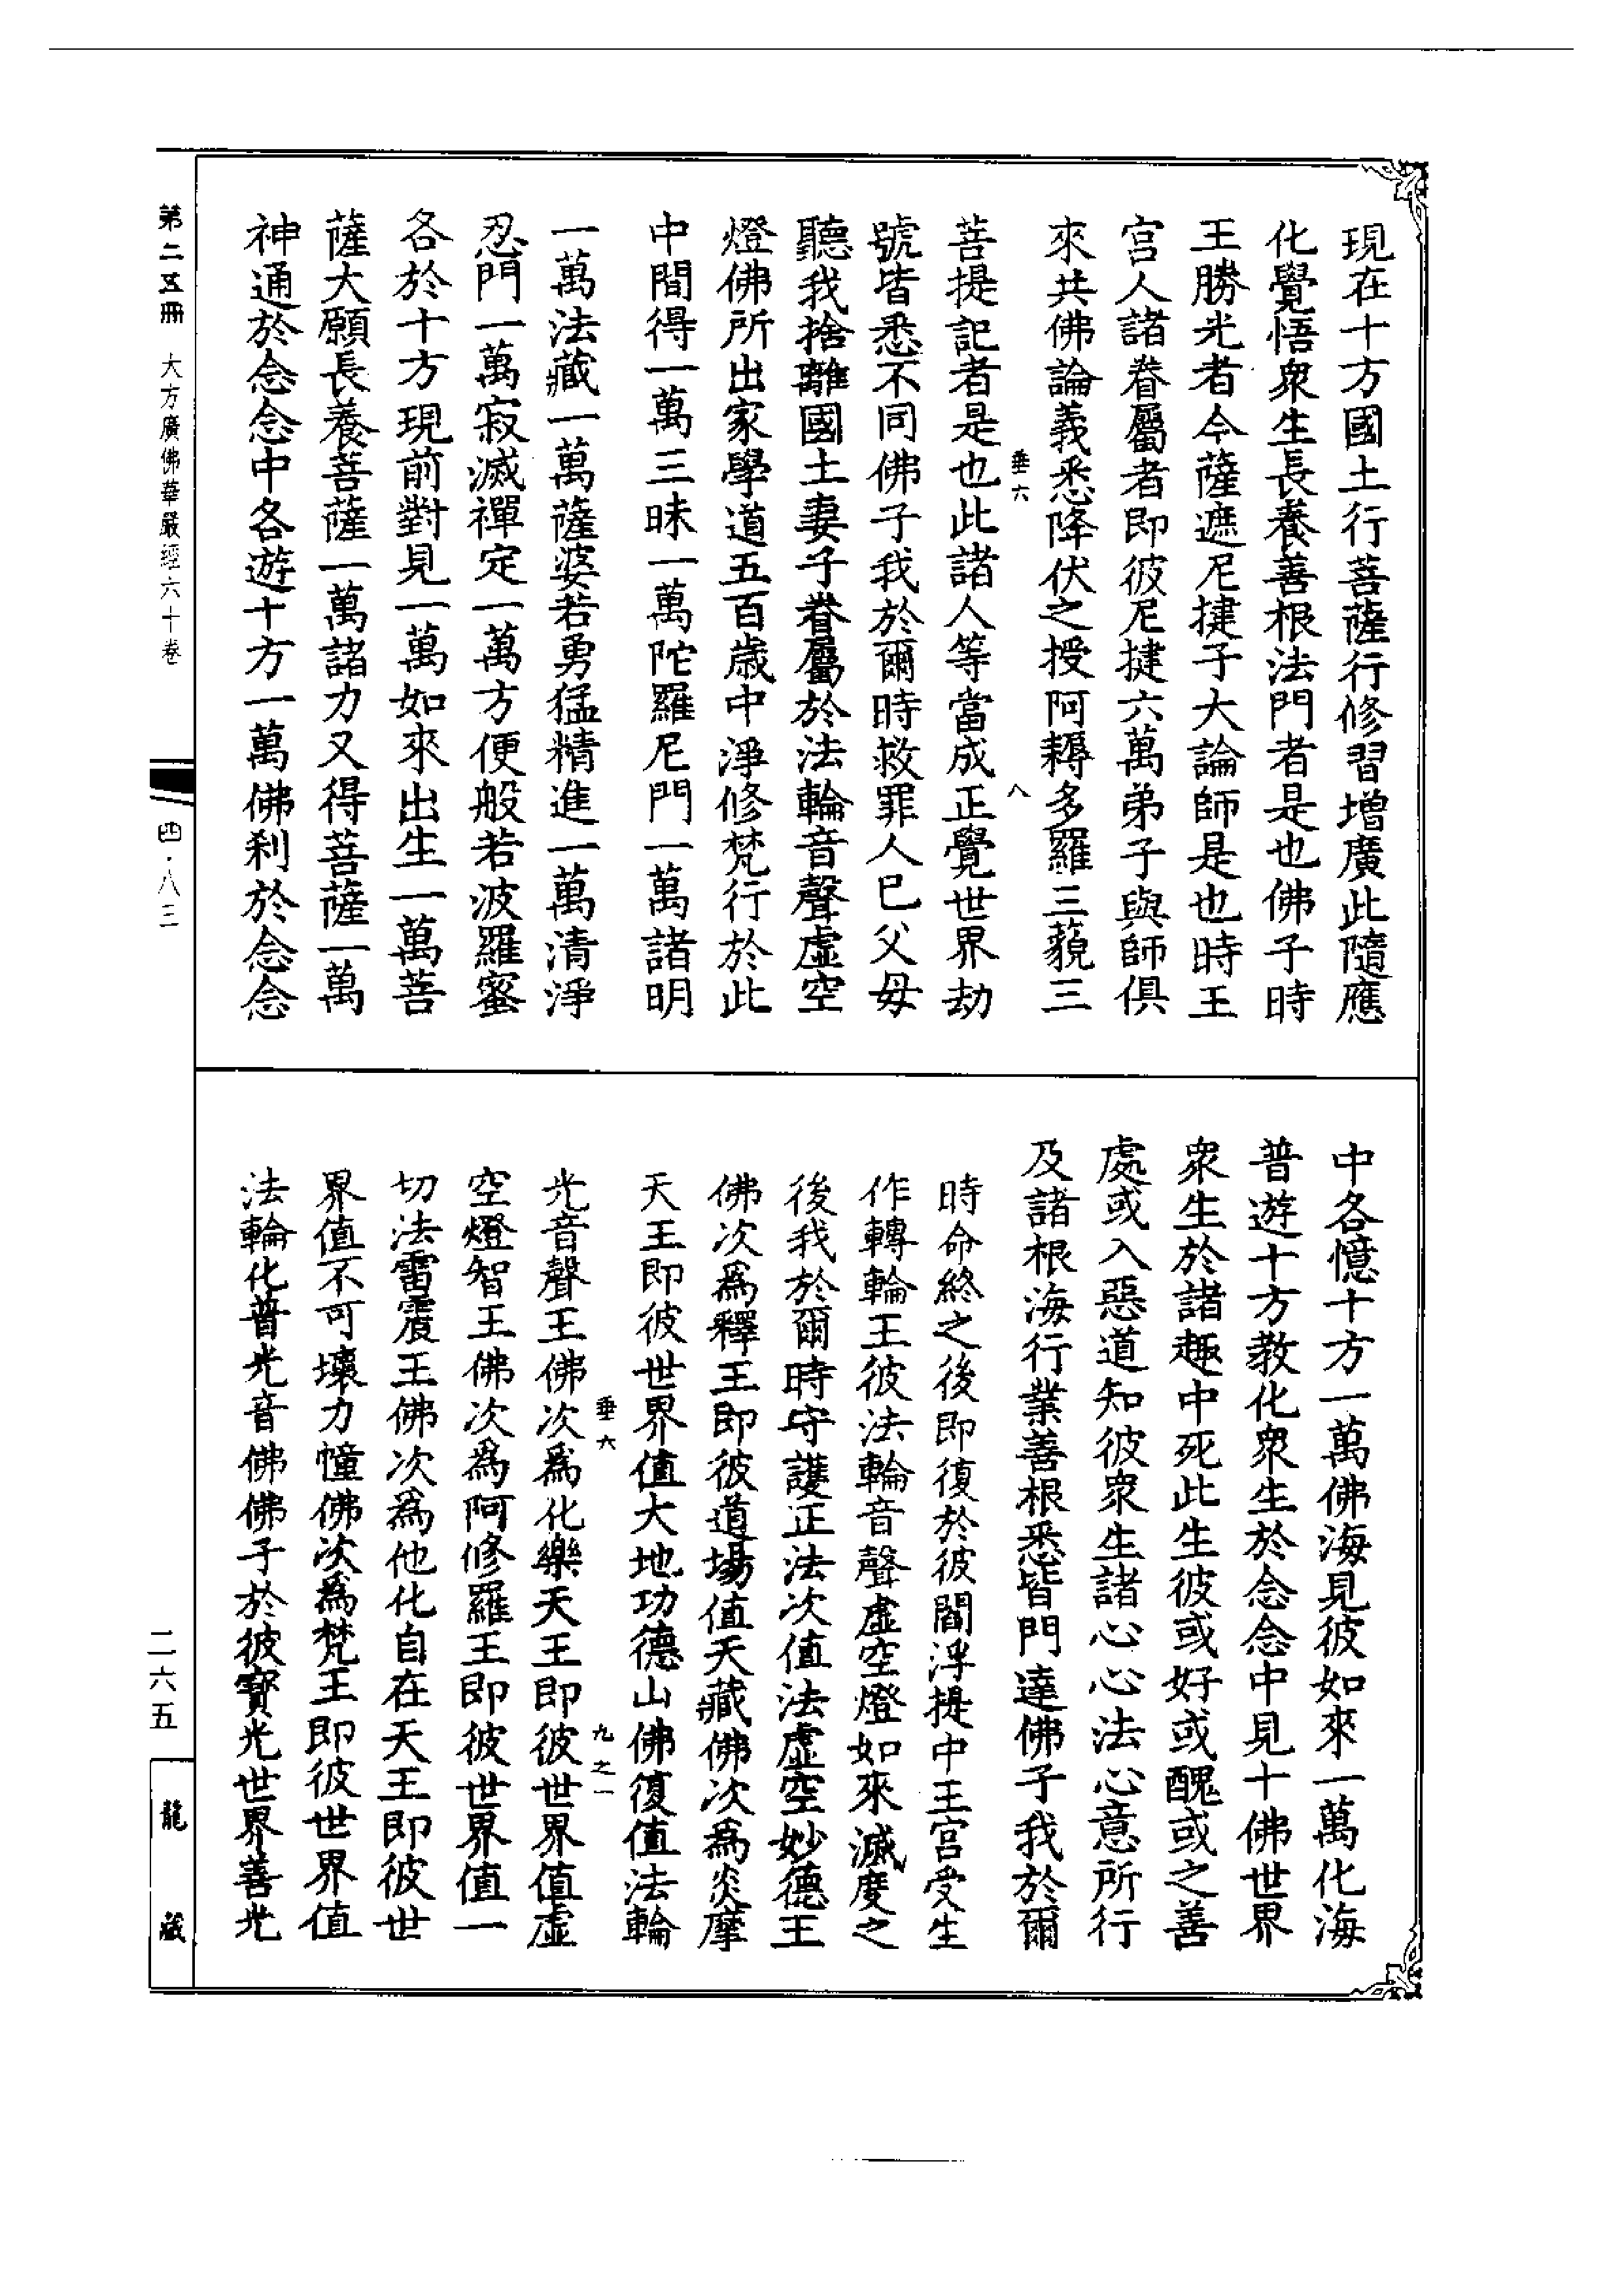 現在十方國土行菩薩行修習增廣此隨應
化覺悟衆生長養善根法門者是也佛子時
王勝光者今薩遮尼揵子大論師是也時王
宮人諸眷屬者即彼尼揵六萬弟子與師俱
來共佛論義悉降伏之授阿耨多羅三藐三
垂六
八
菩提記者是也此諸人等當成正覺世界劫
號皆悉不同佛子我於爾時救罪人已父母
聽我捨離國土妻子眷屬於法輪音聲虛空
燈佛所出家學道五百歲中淨修梵行於此
中間得一萬三昧一萬陀羅尼門一萬諸明
一萬法藏一萬薩婆若勇猛精進一萬清淨
忍門一萬寂滅禪定一萬方便般若波羅蜜
各於十方現前對見一萬如來出生一萬菩
薩大願長養菩薩一萬諸力又得菩薩一萬
神通於念念中各遊十方一萬佛刹於念念
中各憶十方一萬佛海見彼如來一萬化海
普遊十方教化衆生於念念中見十佛世界
衆生於諸趣中死此生彼或好或醜或之善
處或入惡道知彼衆生諸心心法心意所行
及諸根海行業善根悉皆門達佛子我於爾
時命終之後即復於彼閻浮提中王宮受生
作轉輪王彼法輪音聲虛空燈如來滅度之
後我於爾時守護正法次值法虛空妙德王
佛次爲釋王即彼道場值天藏佛次爲炎摩
天王即彼世界值大地功德山佛復值法輪
垂六
九之一
光音聲王佛次爲化樂天王即彼世界值虛
空燈智王佛次爲阿修羅王即彼世界值一
切法雷震王佛次爲他化自在天王即彼世
界值不可壞力幢佛次爲梵王即彼世界值
法輪化普光音佛佛子於彼寶光世界善光
第二五冊 大方廣佛華嚴經六十卷
四·八三
二六五
龍藏